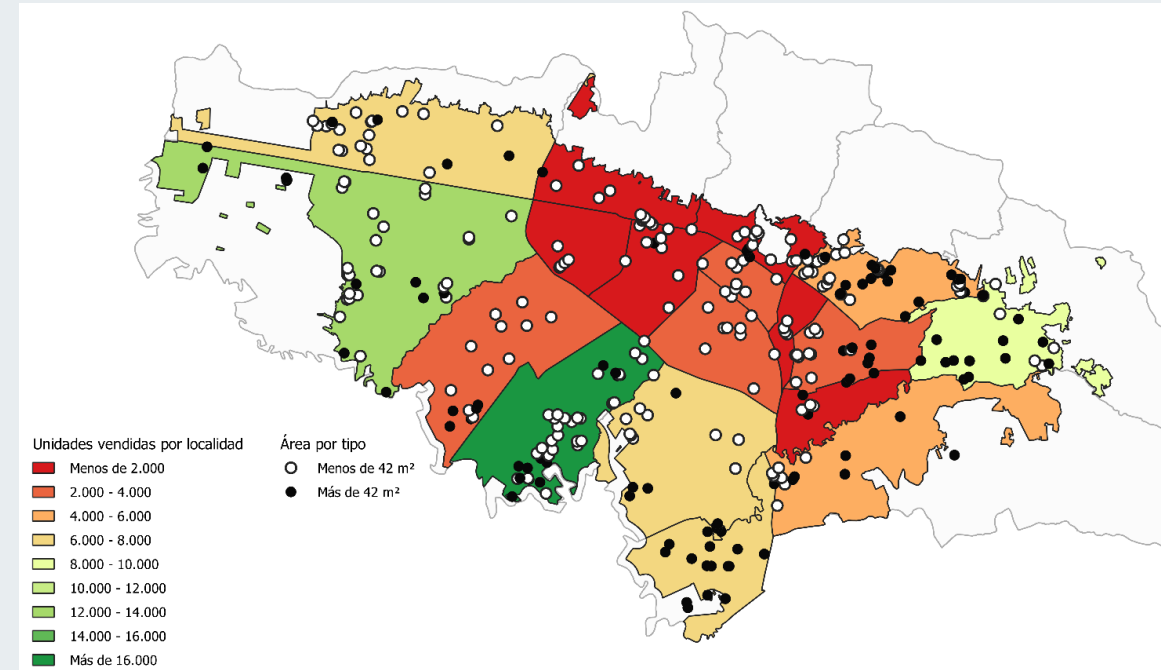 Unidades vendidas por localidad
Menos de 2.000
2.000 - 4.000
4.000 - 6.000
6.000 - 8.000
8.000 - 10.000
10.000 - 12.000
12.000 - 14.000
14.000 - 16.000
Más de 16.000
Área por tipo
Menos de 42 m²
Más de 42 m²